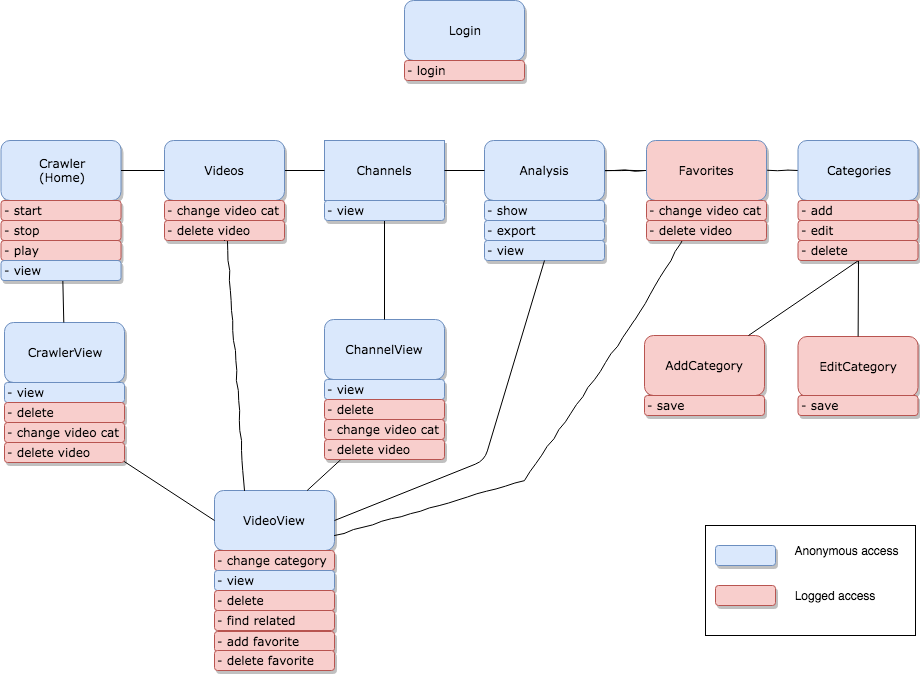 Login
- login
Crawler
(Home)
- start
- stop
- play
- view
Videos
- change video cat
- delete video
Channels
- view
Analysis
- show
- export
- view
Favorites
- change video cat
- delete video
Categories
- add
- edit
- delete
CrawlerView
- view
- delete
- change video cat
- delete video
ChannelView
- view
- delete
- change video cat
- delete video
AddCategory
- save
EditCategory
- save
VideoView
- change category
- view
- delete
- find related
- add favorite
- delete favorite
Anonymous access
Logged access